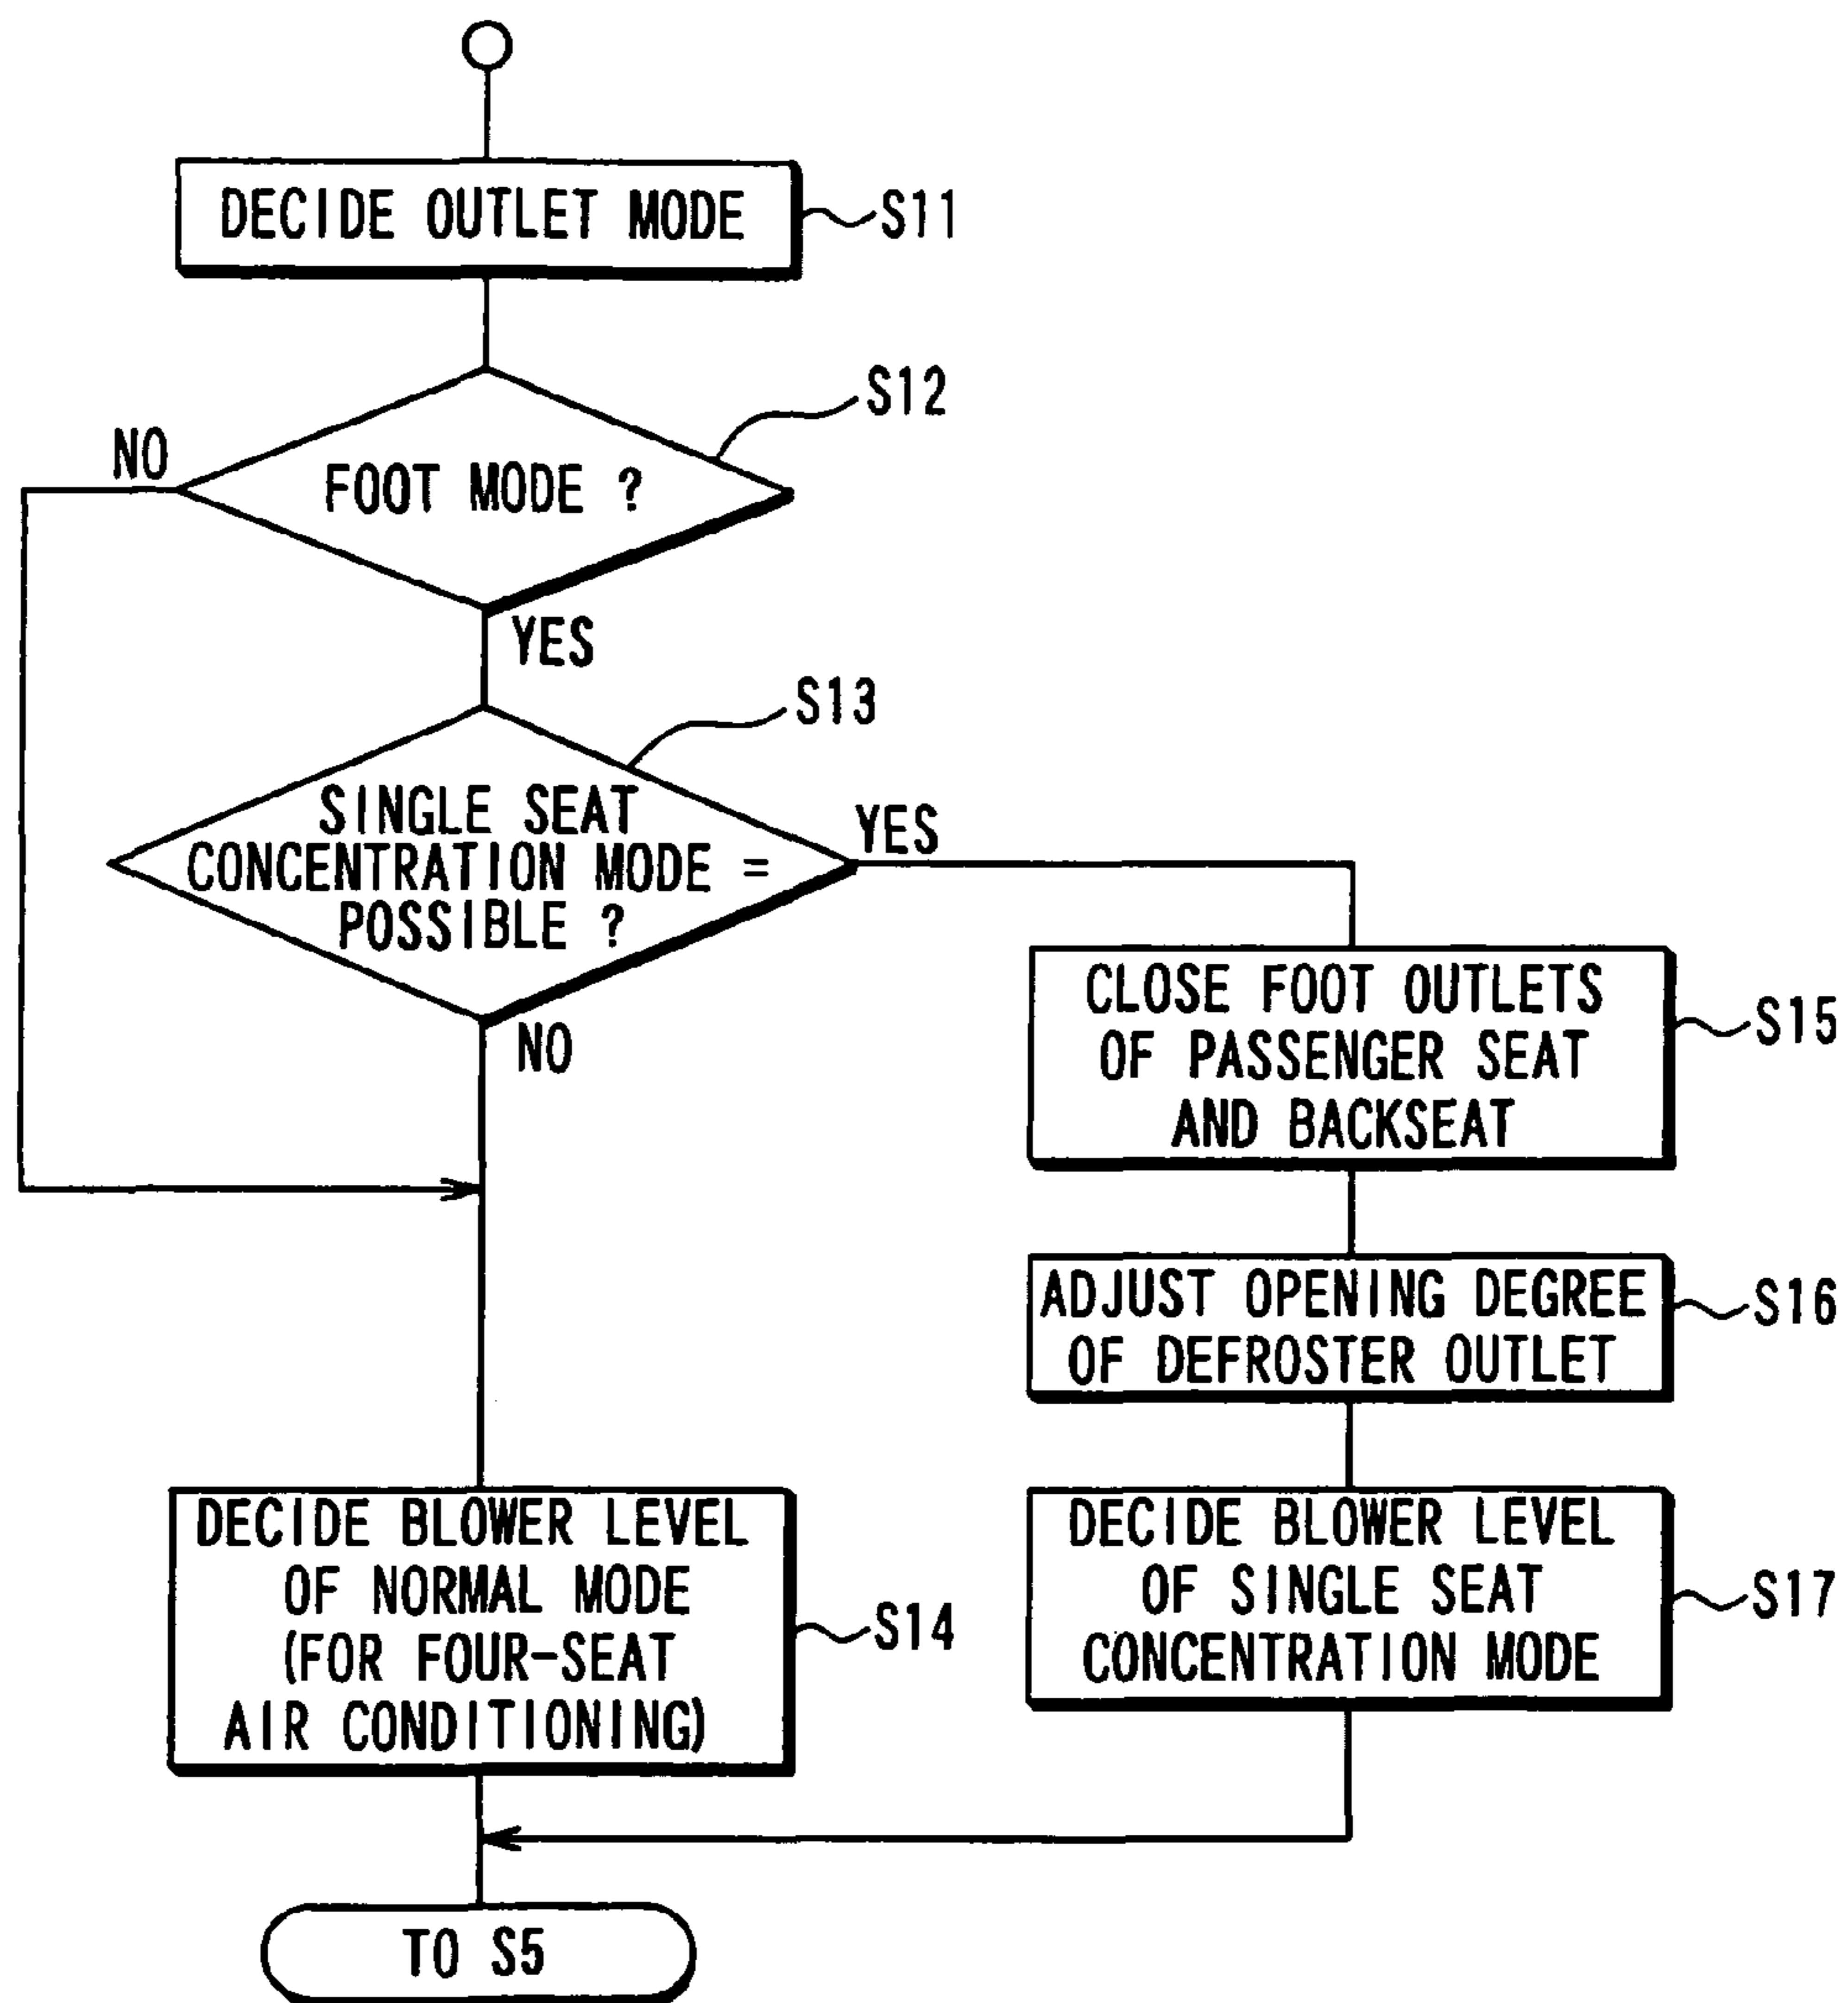 DECIDE OUTLET MODE
S11
S12
NO
FOOT MODE ?
YES
S13
SINGLE SEAT
CONCENTRATION MODE =
POSSIBLE ?
YES
NO
CLOSE FOOT OUTLETS
OF PASSENGER SEAT
AND BACKSEAT
S15
ADJUST OPENING DEGREE
OF DEFROSTER OUTLET
S16
DECIDE BLOWER LEVEL
OF NORMAL MODE
(FOR FOUR-SEAT
AIR CONDITIONING)
S14
DECIDE BLOWER LEVEL
OF SINGLE SEAT
CONCENTRATION MODE
S17
TO S5